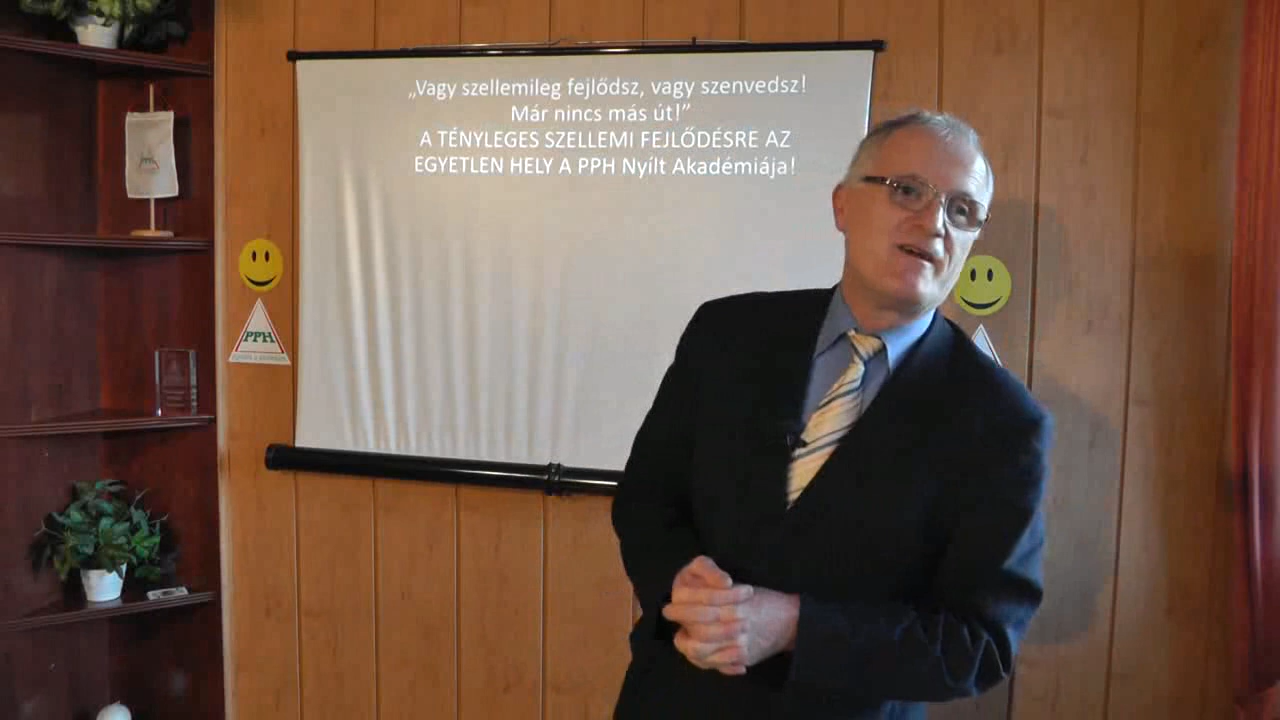 „Vagy szellemileg fejlődsz, vagy szenvedsz!
Már nincs más út!”
A TÉNYLEGES SZELLEMI FEJLŐDÉSRE AZ
EGYETLEN HELY A PPH Nyílt Akadémiája!
PPH